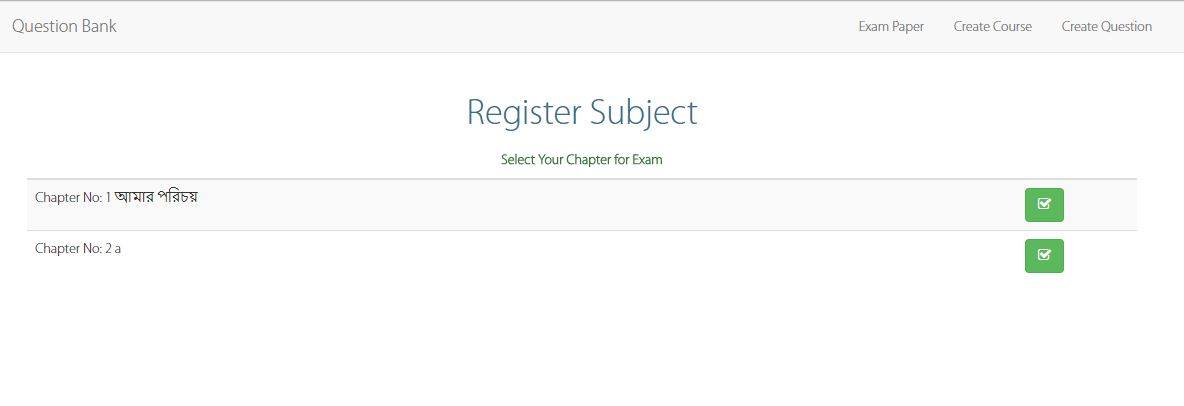 Question Bank Exam Paper Create Course Create Question
Register Subject
Select Your Chapter for Exam
Chapter No: 1 আমার পরিচয়
Chapter No: 2 a